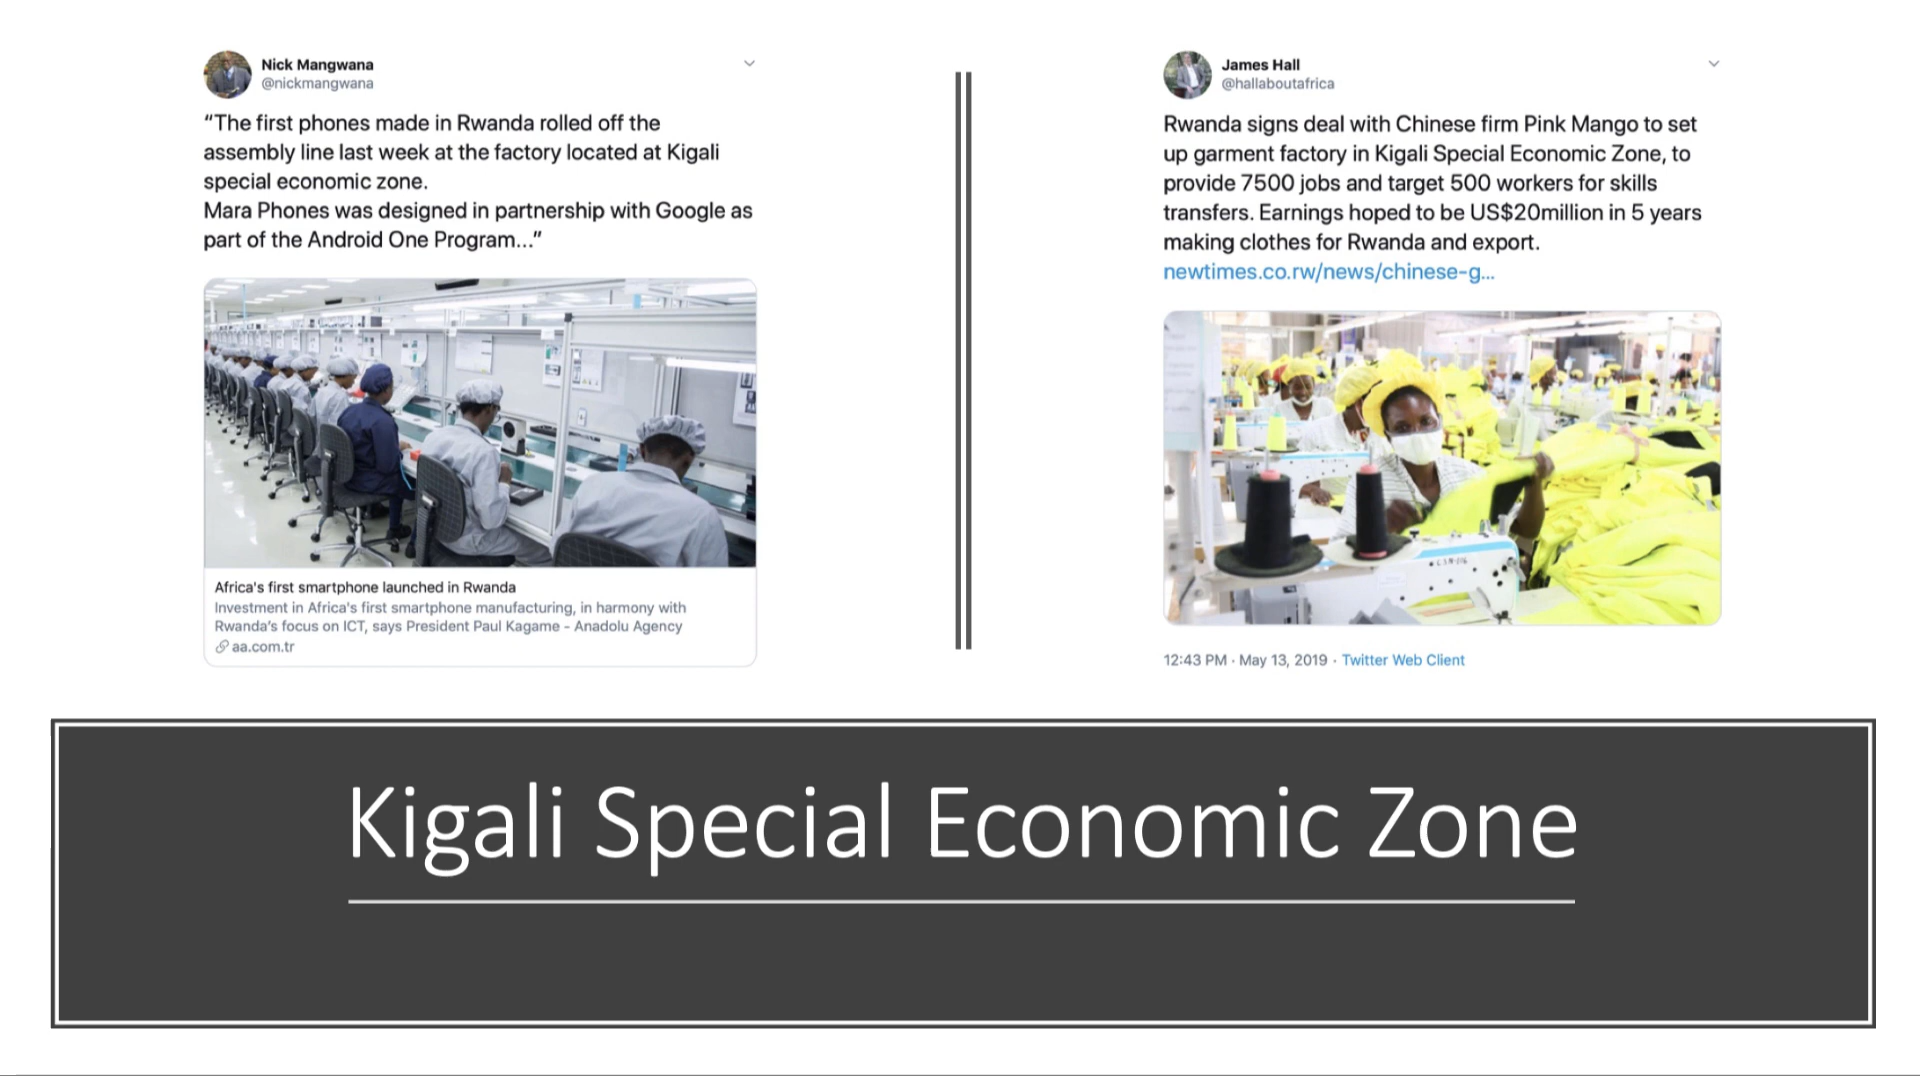 Nick Mangwana
@nickmangwana
“The first phones made in Rwanda rolled off the
assembly line last week at the factory located at Kigali
special economic zone.
Mara Phones was designed in partnership with Google as
part of the Android One Program...”
Africa's first smartphone launched in Rwanda
Investment in Africa's first smartphone manufacturing, in harmony with
Rwanda's focus on ICT, says President Paul Kagame - Anadolu Agency
aa.com.tr
James Hall
@hallaboutafrica
Rwanda signs deal with Chinese firm Pink Mango to set
up garment factory in Kigali Special Economic Zone, to
provide 7500 jobs and target 500 workers for skills
transfers. Earnings hoped to be US$20million in 5 years
making clothes for Rwanda and export.
newtimes.co.rw/news/chinese-g...
12:43 PM · May 13, 2019 · Twitter Web Client
Kigali Special Economic Zone